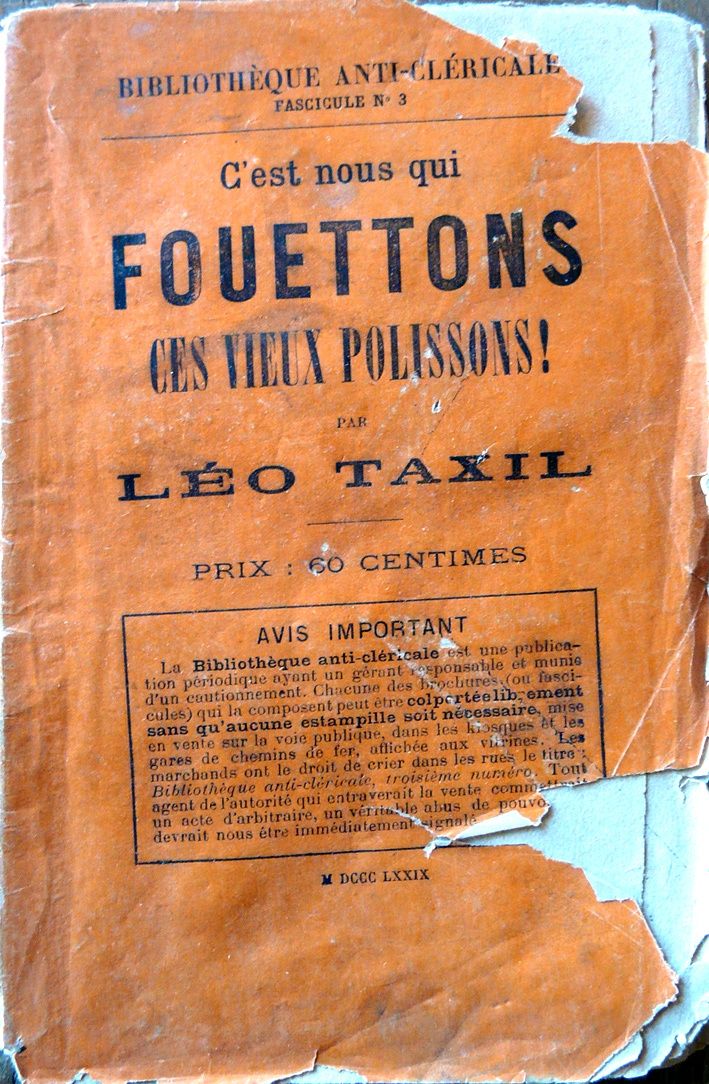 BIBLIOTHÈQUE ANTI-CLÉRICALE
FASCICULE Nº 3
C'est nous qui
FOUETTONS
CES VIEUX POLISSONS!
PAR
LÉO TAXIL
PRIX : 60 CENTIMES
AVIS IMPORTANT
La Bibliothèque anti-cléricale est une publica-
tion périodique ayant un gérant responsable et munie
d'un cautionnement. Chacune des brochures (ou fasci-
cules) qui la composent peut être colportée librement
sans qu'aucune estampille soit nécessaire, mise
en vente sur la voie publique, dans les kiosques et les
gares de chemins de fer, affichée aux vitrines. Les
marchands ont le droit de crier dans les rues le titre :
Bibliothèque anti-cléricale, troisième numéro. Tout
agent de l'autorité qui entraverait la vente commettrait
un acte d'arbitraire, un véritable abus de pouvo
devrait nous être immédiatement signalé
M DCCC LXXIX